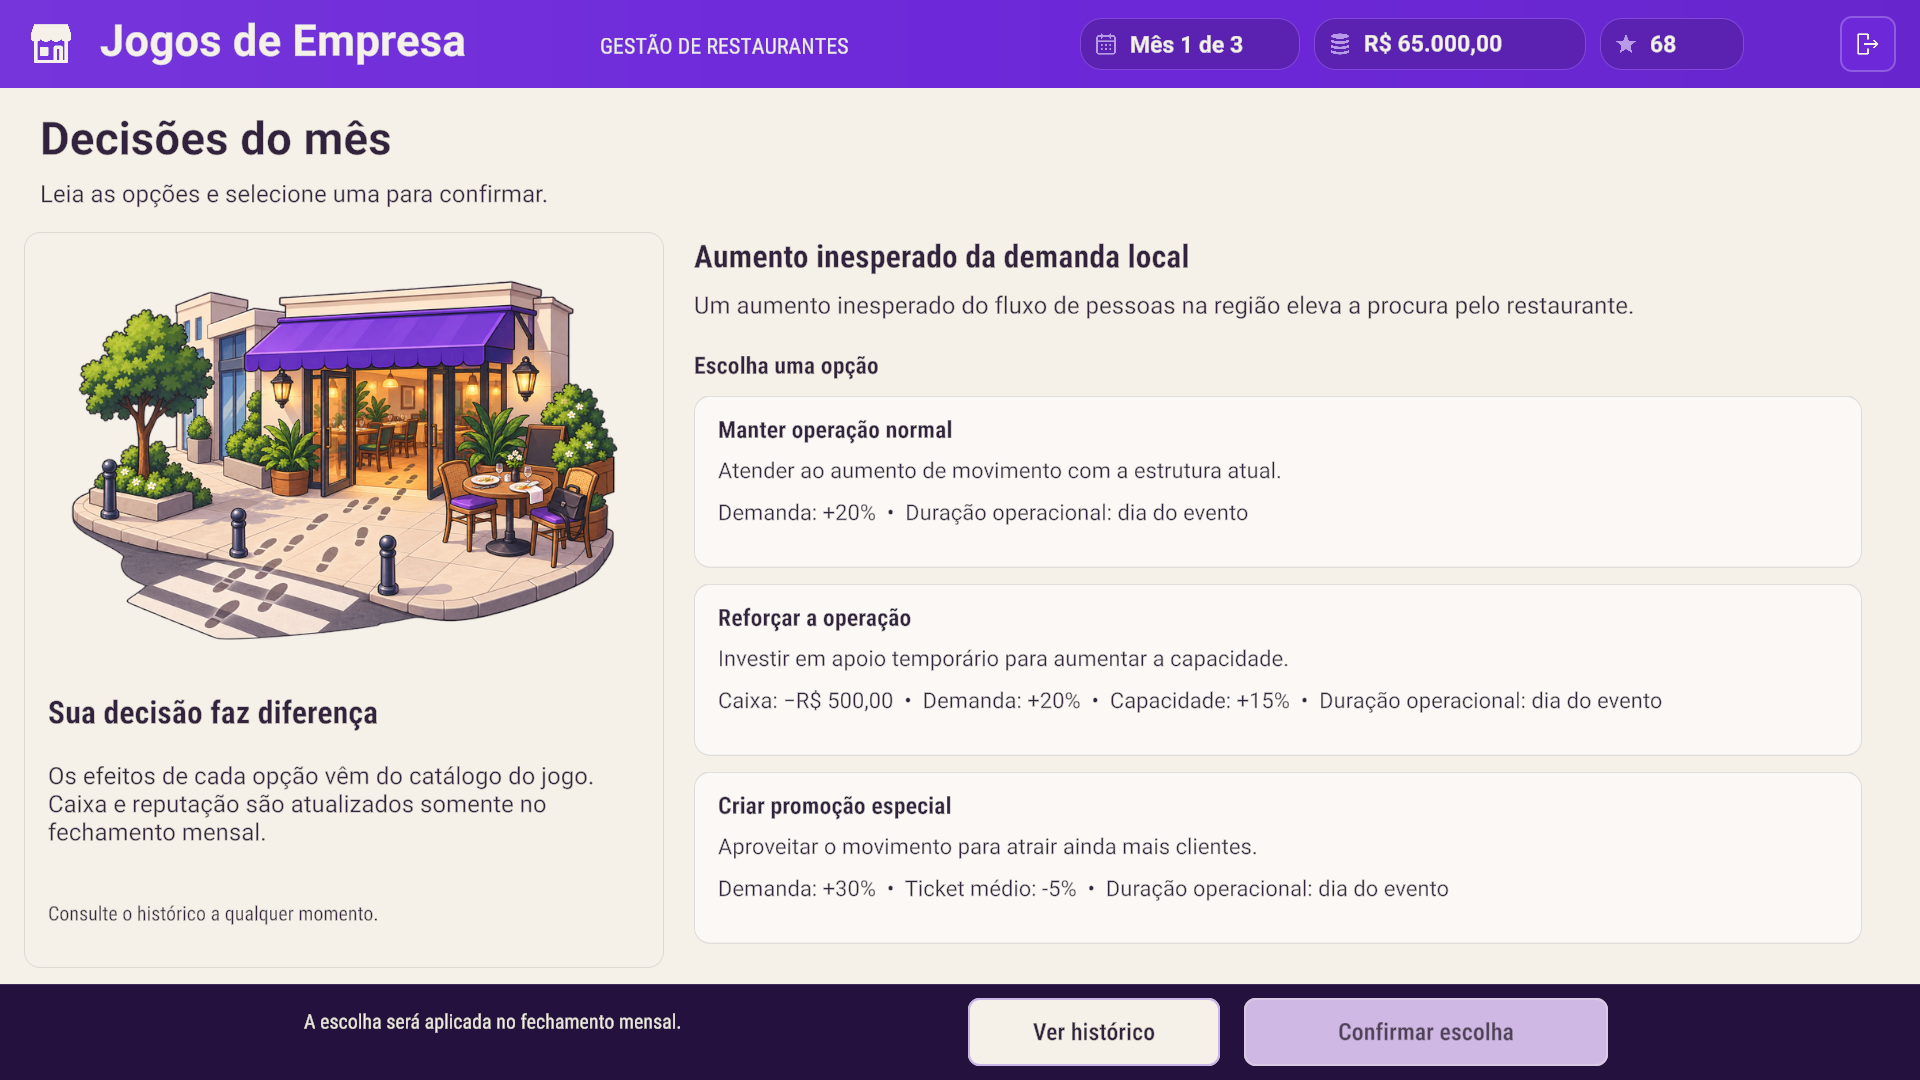 Jogos de Empresa
GESTÃO DE RESTAURANTES
Mês 1 de 3
R$ 65.000,00
68
Decisões do mês
Leia as opções e selecione uma para confirmar.
Sua decisão faz diferença
Os efeitos de cada opção vêm do catálogo do jogo.
Caixa e reputação são atualizados somente no
fechamento mensal.
Consulte o histórico a qualquer momento.
Aumento inesperado da demanda local
Um aumento inesperado do fluxo de pessoas na região eleva a procura pelo restaurante.
Escolha uma opção
Manter operação normal
Atender ao aumento de movimento com a estrutura atual.
Demanda: +20% • Duração operacional: dia do evento
Reforçar a operação
Investir em apoio temporário para aumentar a capacidade.
Caixa: −R$ 500,00 • Demanda: +20% • Capacidade: +15% • Duração operacional: dia do evento
Criar promoção especial
Aproveitar o movimento para atrair ainda mais clientes.
Demanda: +30% • Ticket médio: -5% • Duração operacional: dia do evento
A escolha será aplicada no fechamento mensal.
Ver histórico
Confirmar escolha